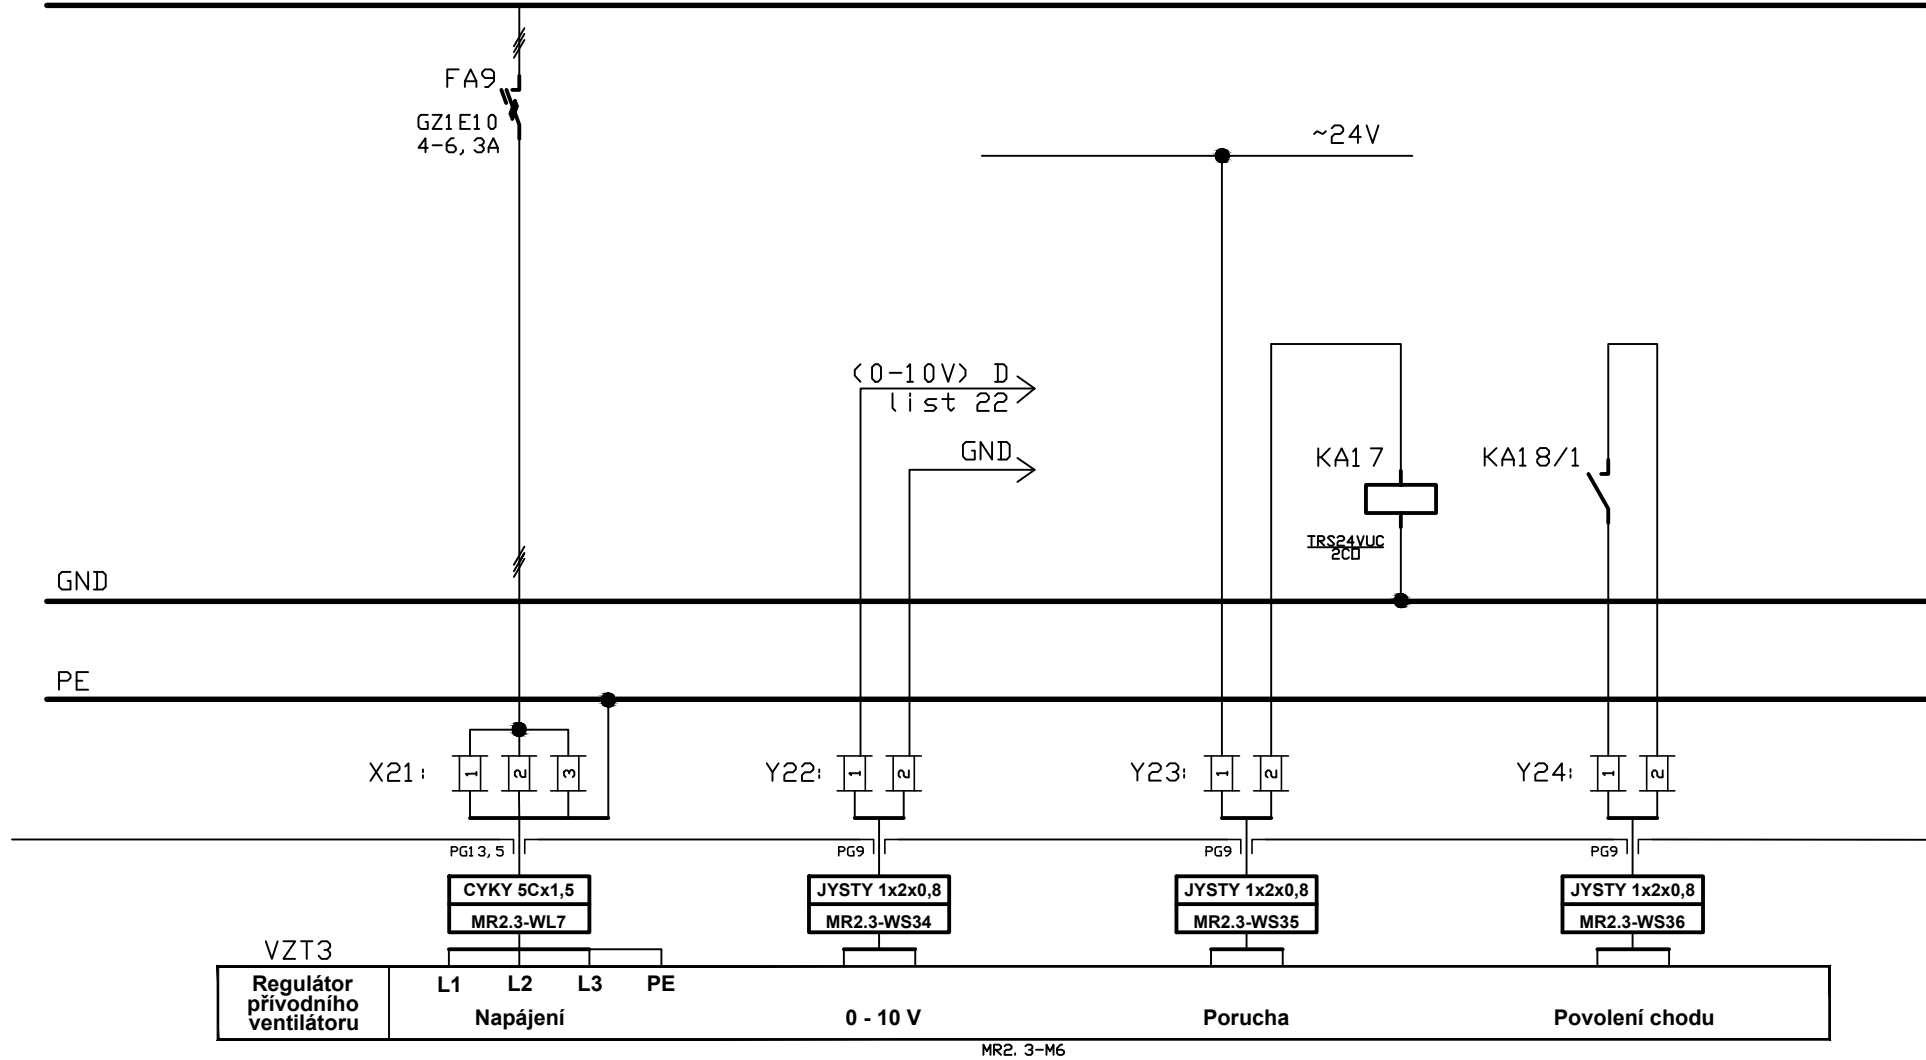 FA9
GZ1E10
4-6,3A
~24V
(0-10V) D
list 22
GND
KA17
KA18/1
TRS24VUC
2CO
GND
PE
X21:
1
2
3
Y22:
1
2
Y23:
1
2
Y24:
1
2
PG13,5
PG9
PG9
PG9
CYKY 5Cx1,5
JYSTY 1x2x0,8
JYSTY 1x2x0,8
JYSTY 1x2x0,8
MR2.3-WL7
MR2.3-WS34
MR2.3-WS35
MR2.3-WS36
VZT3
Regulátor
přívodního
ventilátoru
L1 L2 L3 PE
Napájení
0 - 10 V
Porucha
Povolení chodu
MR2.3-M6